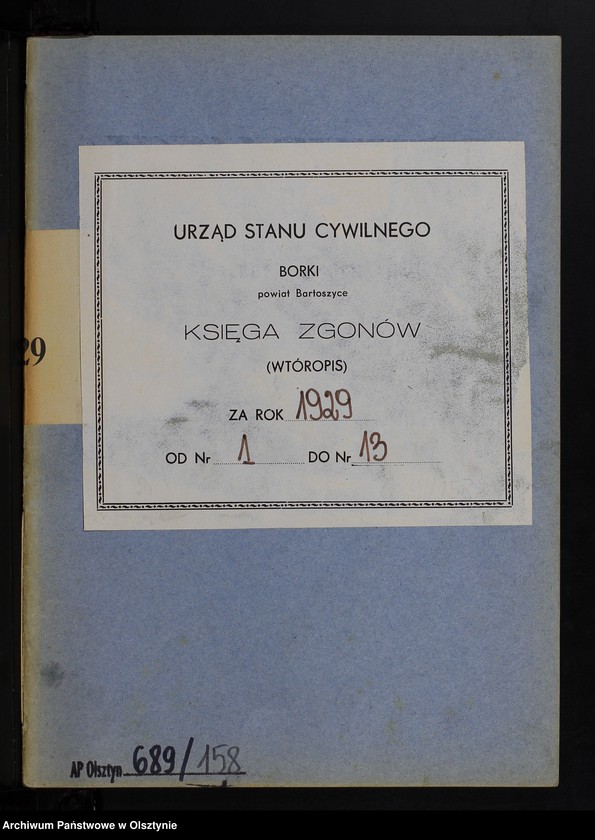 URZĄD STANU CYWILNEGO
BORKI
powiat Bartoszyce
KSIĘGA ZGONÓW
(WTÓROPIS)
ZA ROK 1929
OD Nr 1 DO Nr 13
29
AP Olsztyn 689/158
Archiwum Państwowe w Olsztynie